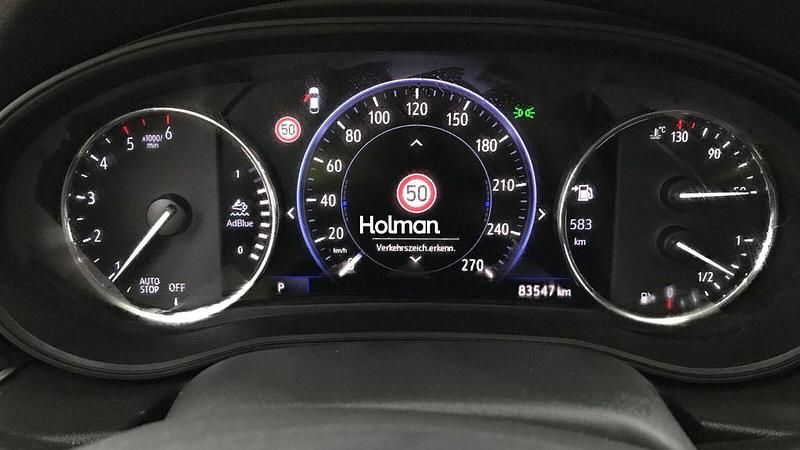 x1000/
min
1
2
3
4
5
6
AUTO
STOP
OFF
1
AdBlue
0
50
20
40
60
80
100
120
150
180
210
240
270
km/h
50
Holman
Verkehrszeich.erkenn.
P
83547 km
583
km
°C
130
90
50
1
1/2
0